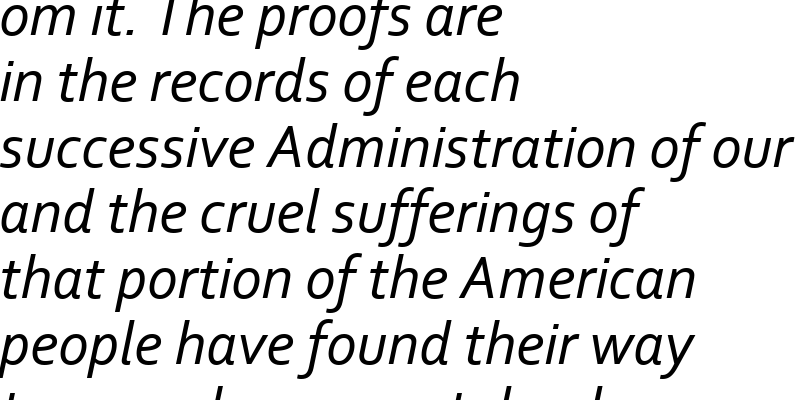 om it. The proofs are
in the records of each
successive Administration of our
and the cruel sufferings of
that portion of the American
people have found their way